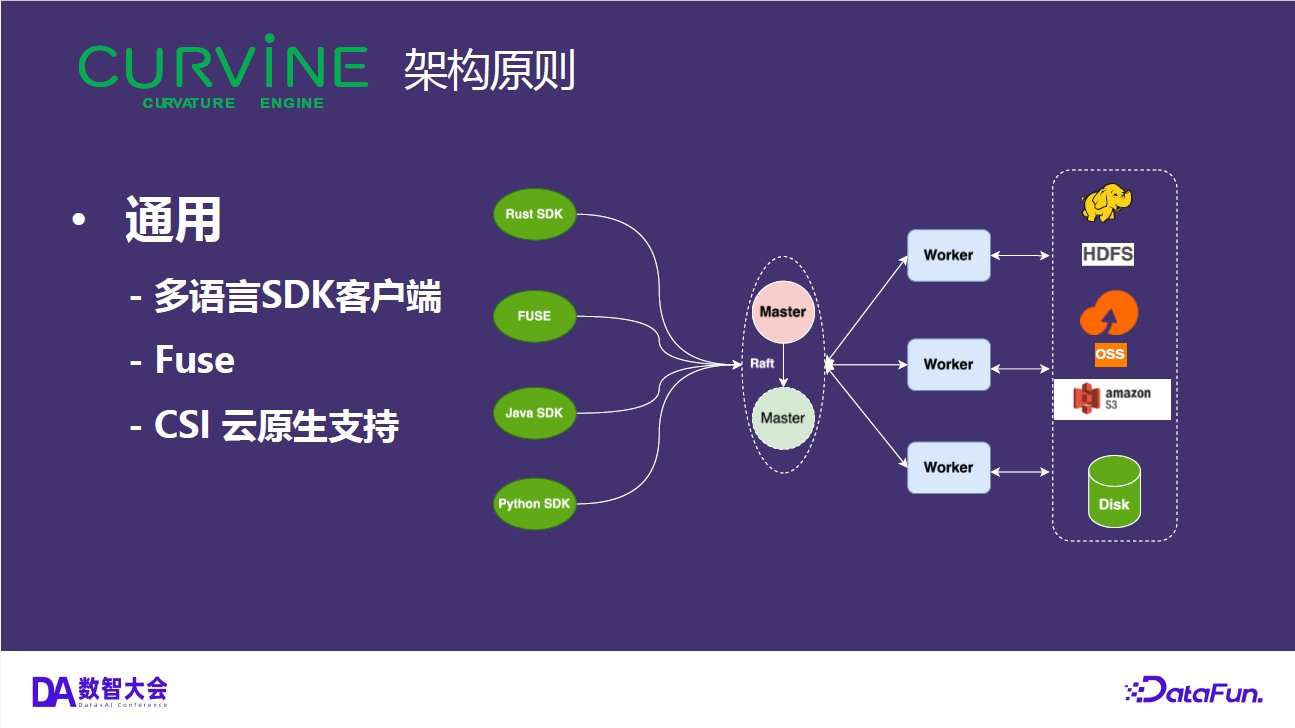 CURViNE 架构原则
CURVATURE ENGINE
• 通用
- 多语言SDK客户端
- Fuse
- CSI 云原生支持
Rust SDK
FUSE
Java SDK
Python SDK
Master
Raft
Master
Worker
Worker
Worker
HDFS
OSS
amazon
S3
Disk
DA 数智大会
Data+AI Conference
DataFun.